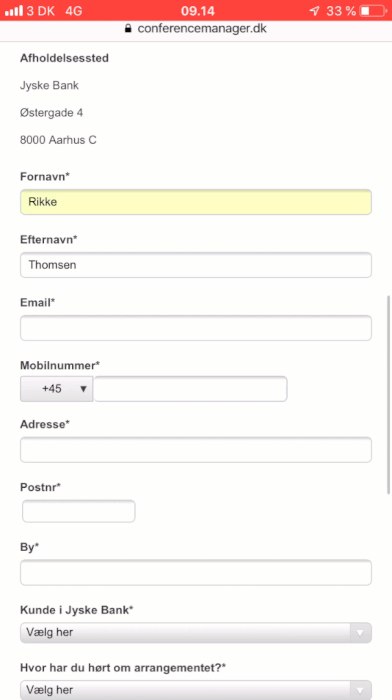 3 DK 4G 09.14 33 %
conferencemanager.dk
Afholdelsessted
Jyske Bank
Østergade 4
8000 Aarhus C
Fornavn*
Rikke
Efternavn*
Thomsen
Email*
Mobilnummer*
+45
Adresse*
Postnr*
By*
Kunde i Jyske Bank*
Vælg her
Hvor har du hørt om arrangementet?*
Vælg her